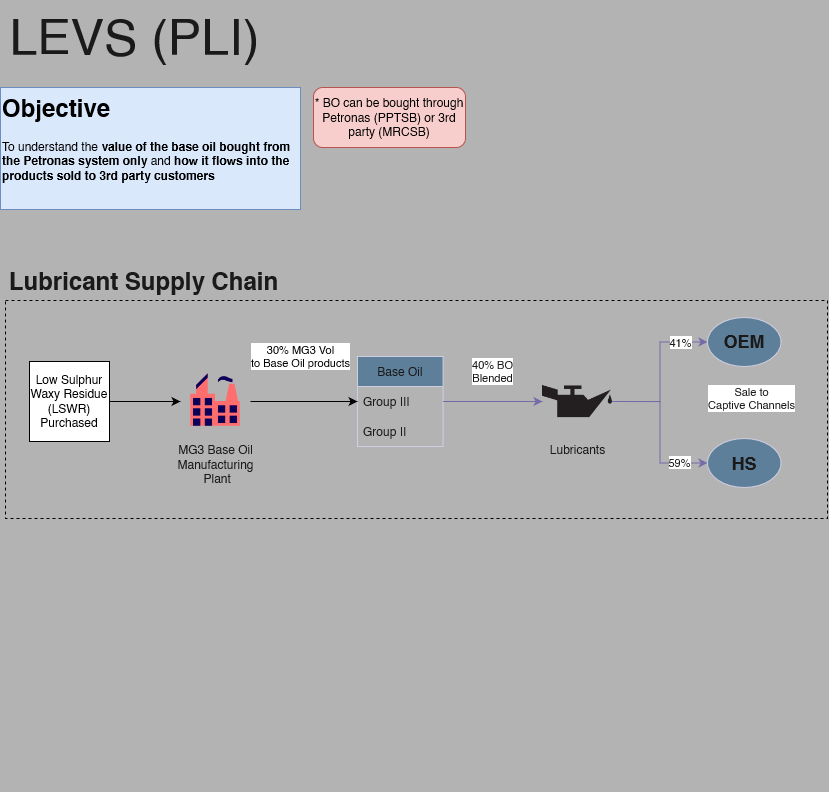 LEVS (PLI)
Objective
To understand the value of the base oil bought from
the Petronas system only and how it flows into the
products sold to 3rd party customers
* BO can be bought through
Petronas (PPTSB) or 3rd
party (MRCSB)
Lubricant Supply Chain
Low Sulphur
Waxy Residue
(LSWR)
Purchased
MG3 Base Oil
Manufacturing
Plant
30% MG3 Vol
to Base Oil products
Base Oil
Group III
Group II
40% BO
Blended
Lubricants
41%
OEM
Sale to
Captive Channels
59%
HS